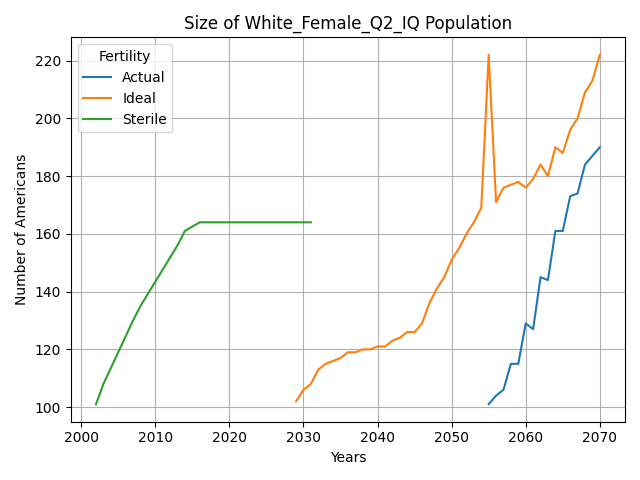 Size of White_Female_Q2_IQ Population
Number of Americans
220
200
180
160
140
120
100
Fertility
Actual
Ideal
Sterile
2000 2010 2020 2030 2040 2050 2060 2070
Years